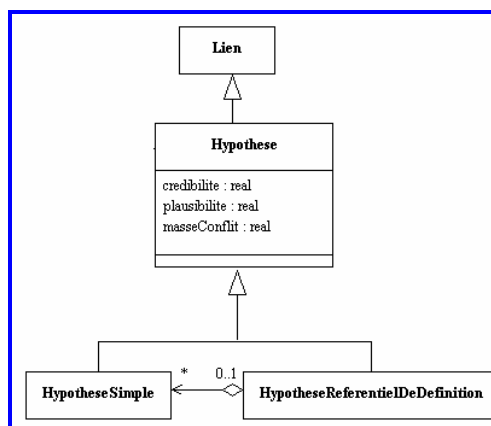 Lien
Hypothese
credibilite : real
plausibilite : real
masseConflit : real
* 0..1
HypotheseSimple
HypotheseReferentielDeDefinition